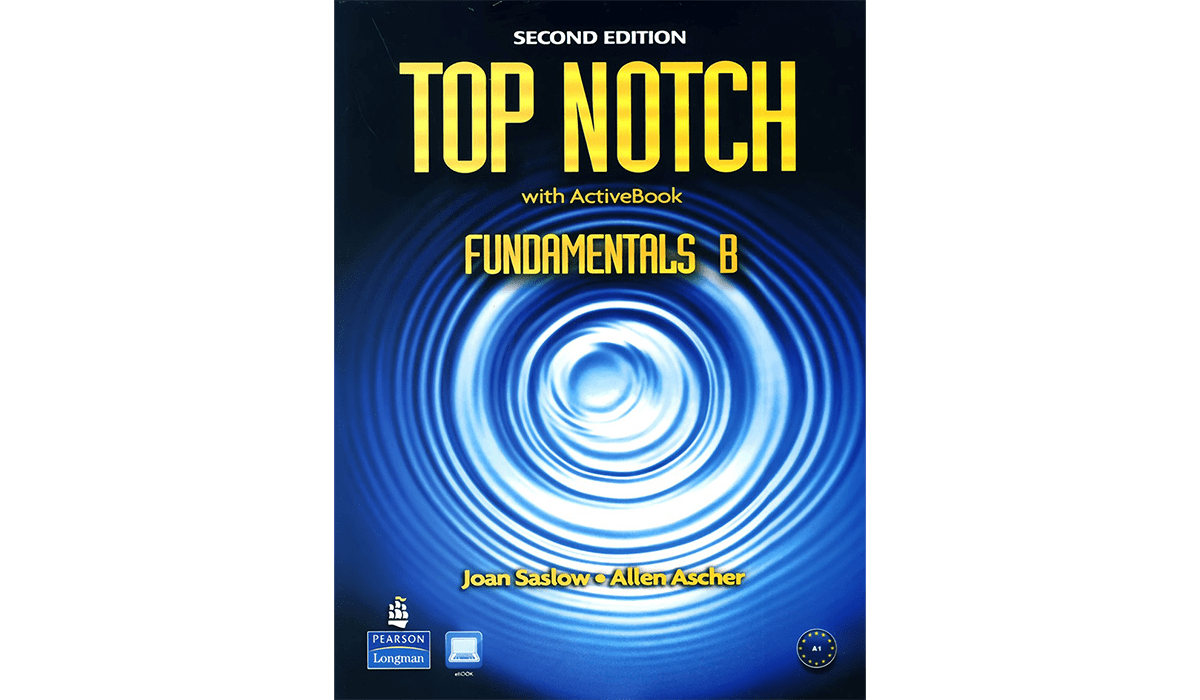 SECOND EDITION
TOP NOTCH
with ActiveBook
FUNDAMENTALS B
Joan Saslow • Allen Ascher
PEARSON
Longman
eBOOK
A1